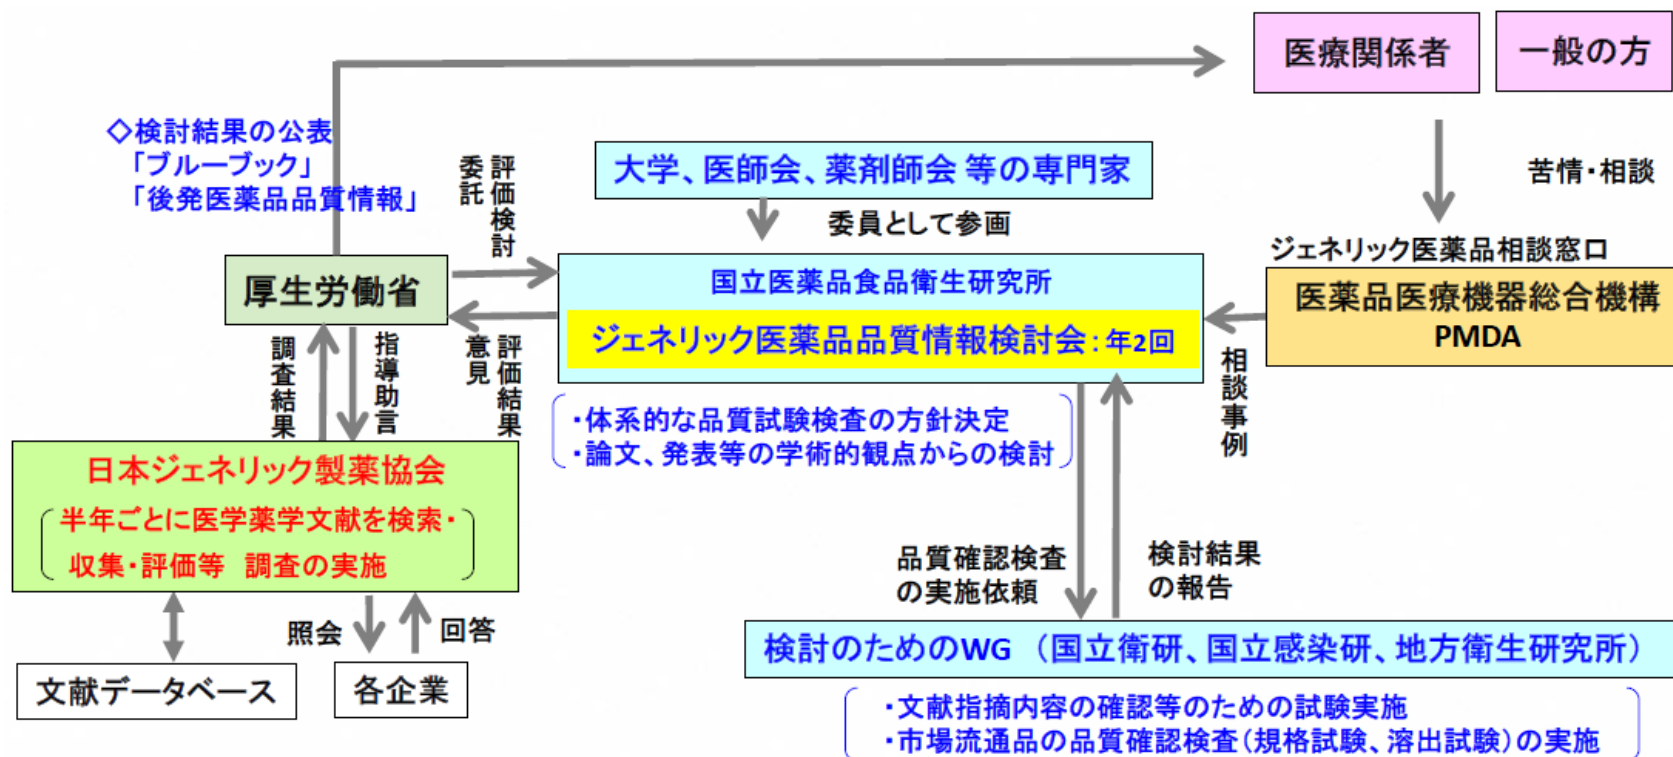 医療関係者
一般の方
◇検討結果の公表
「ブルーブック」
「後発医薬品品質情報」
評価検討
委託
大学、医師会、薬剤師会 等の専門家
委員として参画
苦情・相談
ジェネリック医薬品相談窓口
厚生労働省
国立医薬品食品衛生研究所
ジェネリック医薬品品質情報検討会：年2回
医薬品医療機器総合機構
PMDA
調査結果
指導助言
評価結果
意見
相談事例
・体系的な品質試験検査の方針決定
・論文、発表等の学術的観点からの検討
日本ジェネリック製薬協会
半年ごとに医学薬学文献を検索・
収集・評価等 調査の実施
品質確認検査
の実施依頼
検討結果
の報告
照会
回答
文献データベース
各企業
検討のためのWG （国立衛研、国立感染研、地方衛生研究所）
・文献指摘内容の確認等のための試験実施
・市場流通品の品質確認検査（規格試験、溶出試験）の実施